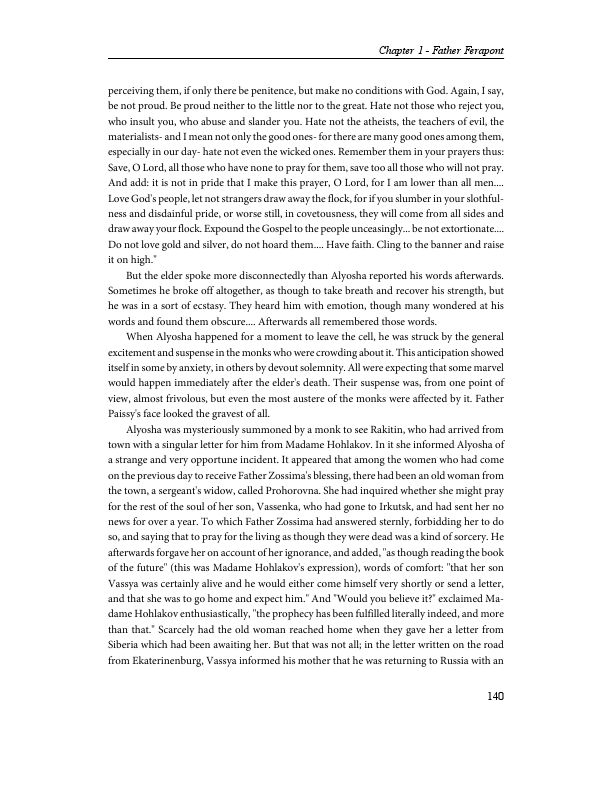 Chapter 1 - Father Ferapont
perceiving them, if only there be penitence, but make no conditions with God. Again, I say,
be not proud. Be proud neither to the little nor to the great. Hate not those who reject you,
who insult you, who abuse and slander you. Hate not the atheists, the teachers of evil, the
materialists- and I mean not only the good ones- for there are many good ones among them,
especially in our day- hate not even the wicked ones. Remember them in your prayers thus:
Save, O Lord, all those who have none to pray for them, save too all those who will not pray.
And add: it is not in pride that I make this prayer, O Lord, for I am lower than all men....
Love God's people, let not strangers draw away the flock, for if you slumber in your slothful-
ness and disdainful pride, or worse still, in covetousness, they will come from all sides and
draw away your flock. Expound the Gospel to the people unceasingly... be not extortionate....
Do not love gold and silver, do not hoard them.... Have faith. Cling to the banner and raise
it on high."
But the elder spoke more disconnectedly than Alyosha reported his words afterwards.
Sometimes he broke off altogether, as though to take breath and recover his strength, but
he was in a sort of ecstasy. They heard him with emotion, though many wondered at his
words and found them obscure.... Afterwards all remembered those words.
When Alyosha happened for a moment to leave the cell, he was struck by the general
excitement and suspense in the monks who were crowding about it. This anticipation showed
itself in some by anxiety, in others by devout solemnity. All were expecting that some marvel
would happen immediately after the elder's death. Their suspense was, from one point of
view, almost frivolous, but even the most austere of the monks were affected by it. Father
Paissy's face looked the gravest of all.
Alyosha was mysteriously summoned by a monk to see Rakitin, who had arrived from
town with a singular letter for him from Madame Hohlakov. In it she informed Alyosha of
a strange and very opportune incident. It appeared that among the women who had come
on the previous day to receive Father Zossima's blessing, there had been an old woman from
the town, a sergeant's widow, called Prohorovna. She had inquired whether she might pray
for the rest of the soul of her son, Vassenka, who had gone to Irkutsk, and had sent her no
news for over a year. To which Father Zossima had answered sternly, forbidding her to do
so, and saying that to pray for the living as though they were dead was a kind of sorcery. He
afterwards forgave her on account of her ignorance, and added, "as though reading the book
of the future" (this was Madame Hohlakov's expression), words of comfort: "that her son
Vassya was certainly alive and he would either come himself very shortly or send a letter,
and that she was to go home and expect him." And "Would you believe it?" exclaimed Ma-
dame Hohlakov enthusiastically, "the prophecy has been fulfilled literally indeed, and more
than that." Scarcely had the old woman reached home when they gave her a letter from
Siberia which had been awaiting her. But that was not all; in the letter written on the road
from Ekaterinenburg, Vassya informed his mother that he was returning to Russia with an
140